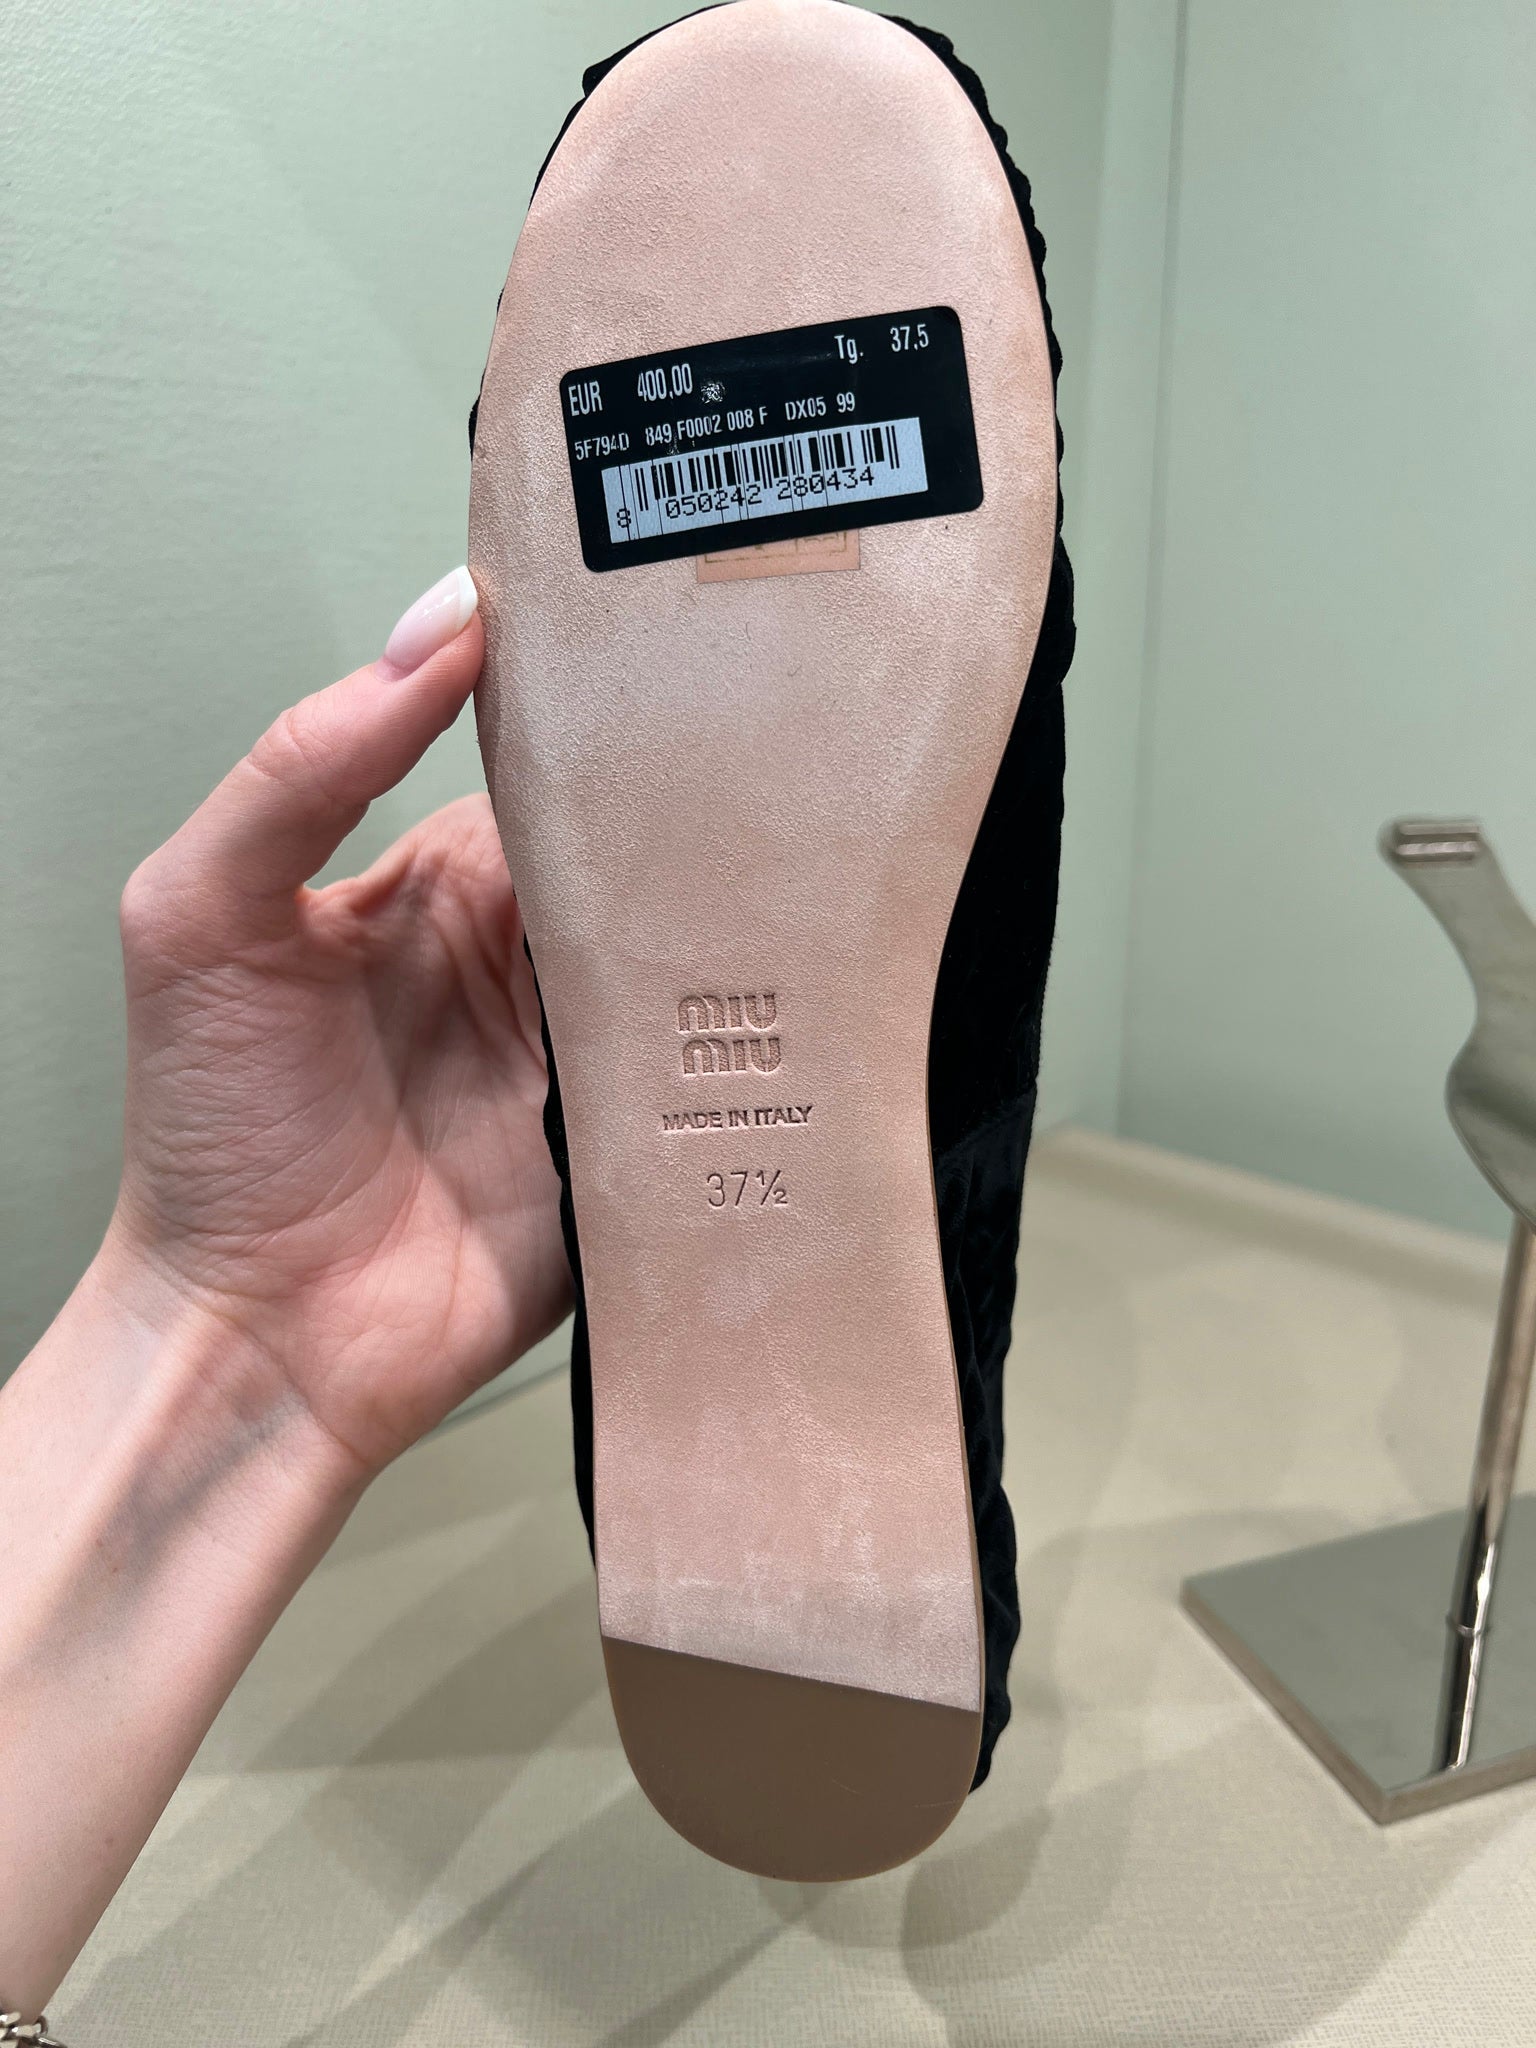 Tg. 37,5
EUR 400,00
5F794D 849 F0002 008 F DX05 99
8 050242 280434
MIU
MIU
MADE IN ITALY
37½